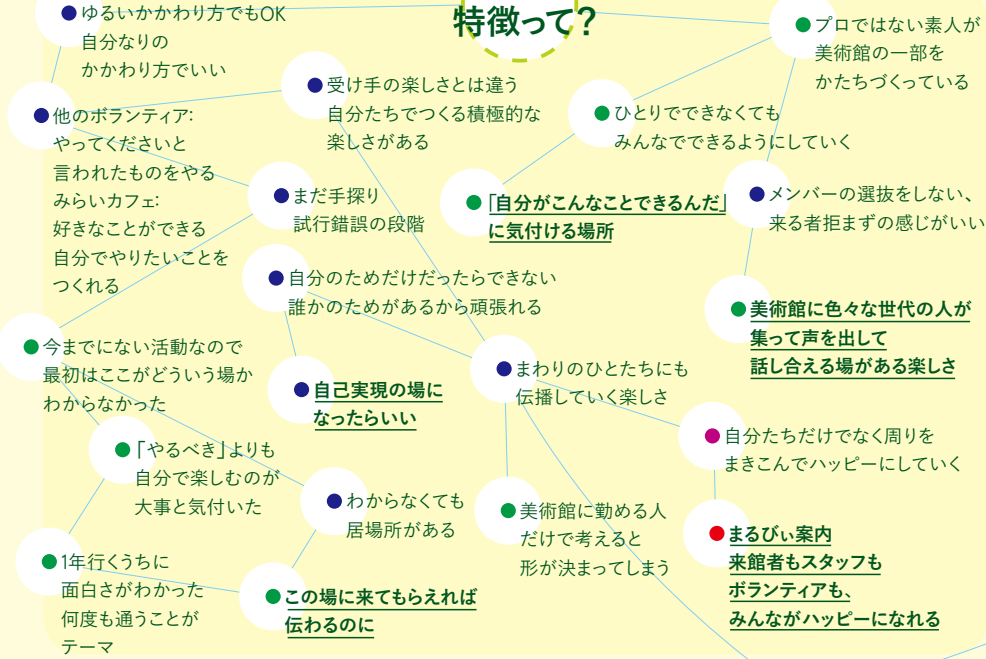 特徴って?
ゆるいかかわり方でもOK
自分なりの
かかわり方でいい
他のボランティア:
やってくださいと
言われたものをやる
みらいカフェ:
好きなことができる
自分でやりたいことを
つくれる
受け手の楽しさとは違う
自分たちでつくる積極的な
楽しさがある
まだ手探り
試行錯誤の段階
自分のためだけだったらできない
誰かのためがあるから頑張れる
自己実現の場に
なったらいい
今までにない活動なので
最初はここがどういう場か
わからなかった
「やるべき」よりも
自分で楽しむのが
大事と気付いた
1年行くうちに
面白さがわかった
何度も通うことが
テーマ
わからなくても
居場所がある
この場に来てもらえれば
伝わるのに
プロではない素人が
美術館の一部を
かたちづくっている
ひとりでできなくても
みんなでできるようにしていく
「自分がこんなことできるんだ」
に気付ける場所
メンバーの選抜をしない、
来る者拒まずの感じがいい
美術館に色々な世代の人が
集って声を出して
話し合える場がある楽しさ
まわりのひとたちにも
伝播していく楽しさ
美術館に勤める人
だけで考えると
形が決まってしまう
自分たちだけでなく周りを
まきこんでハッピーにしていく
まるびぃ案内
来館者もスタッフも
ボランティアも、
みんながハッピーになれる